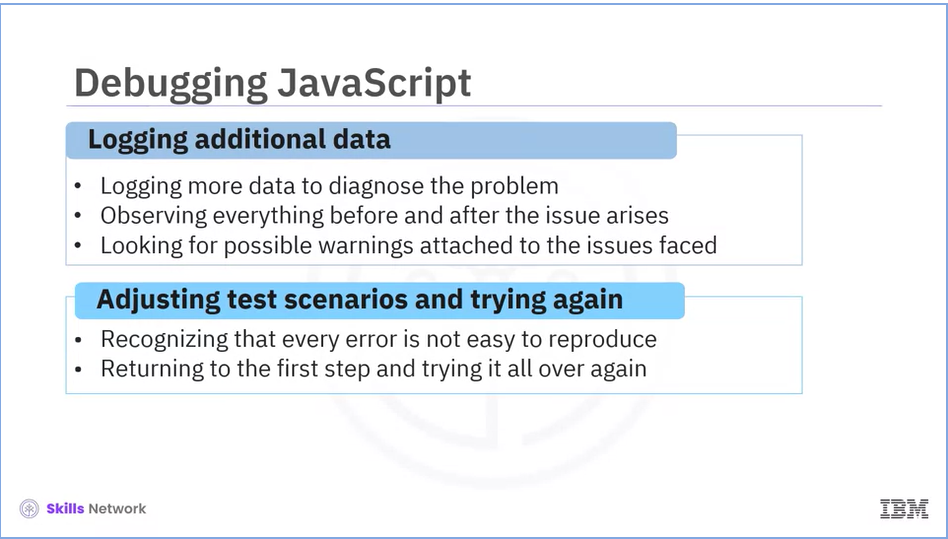 Debugging JavaScript
Logging additional data
• Logging more data to diagnose the problem
• Observing everything before and after the issue arises
• Looking for possible warnings attached to the issues faced
Adjusting test scenarios and trying again
• Recognizing that every error is not easy to reproduce
• Returning to the first step and trying it all over again
Skills Network
IBM